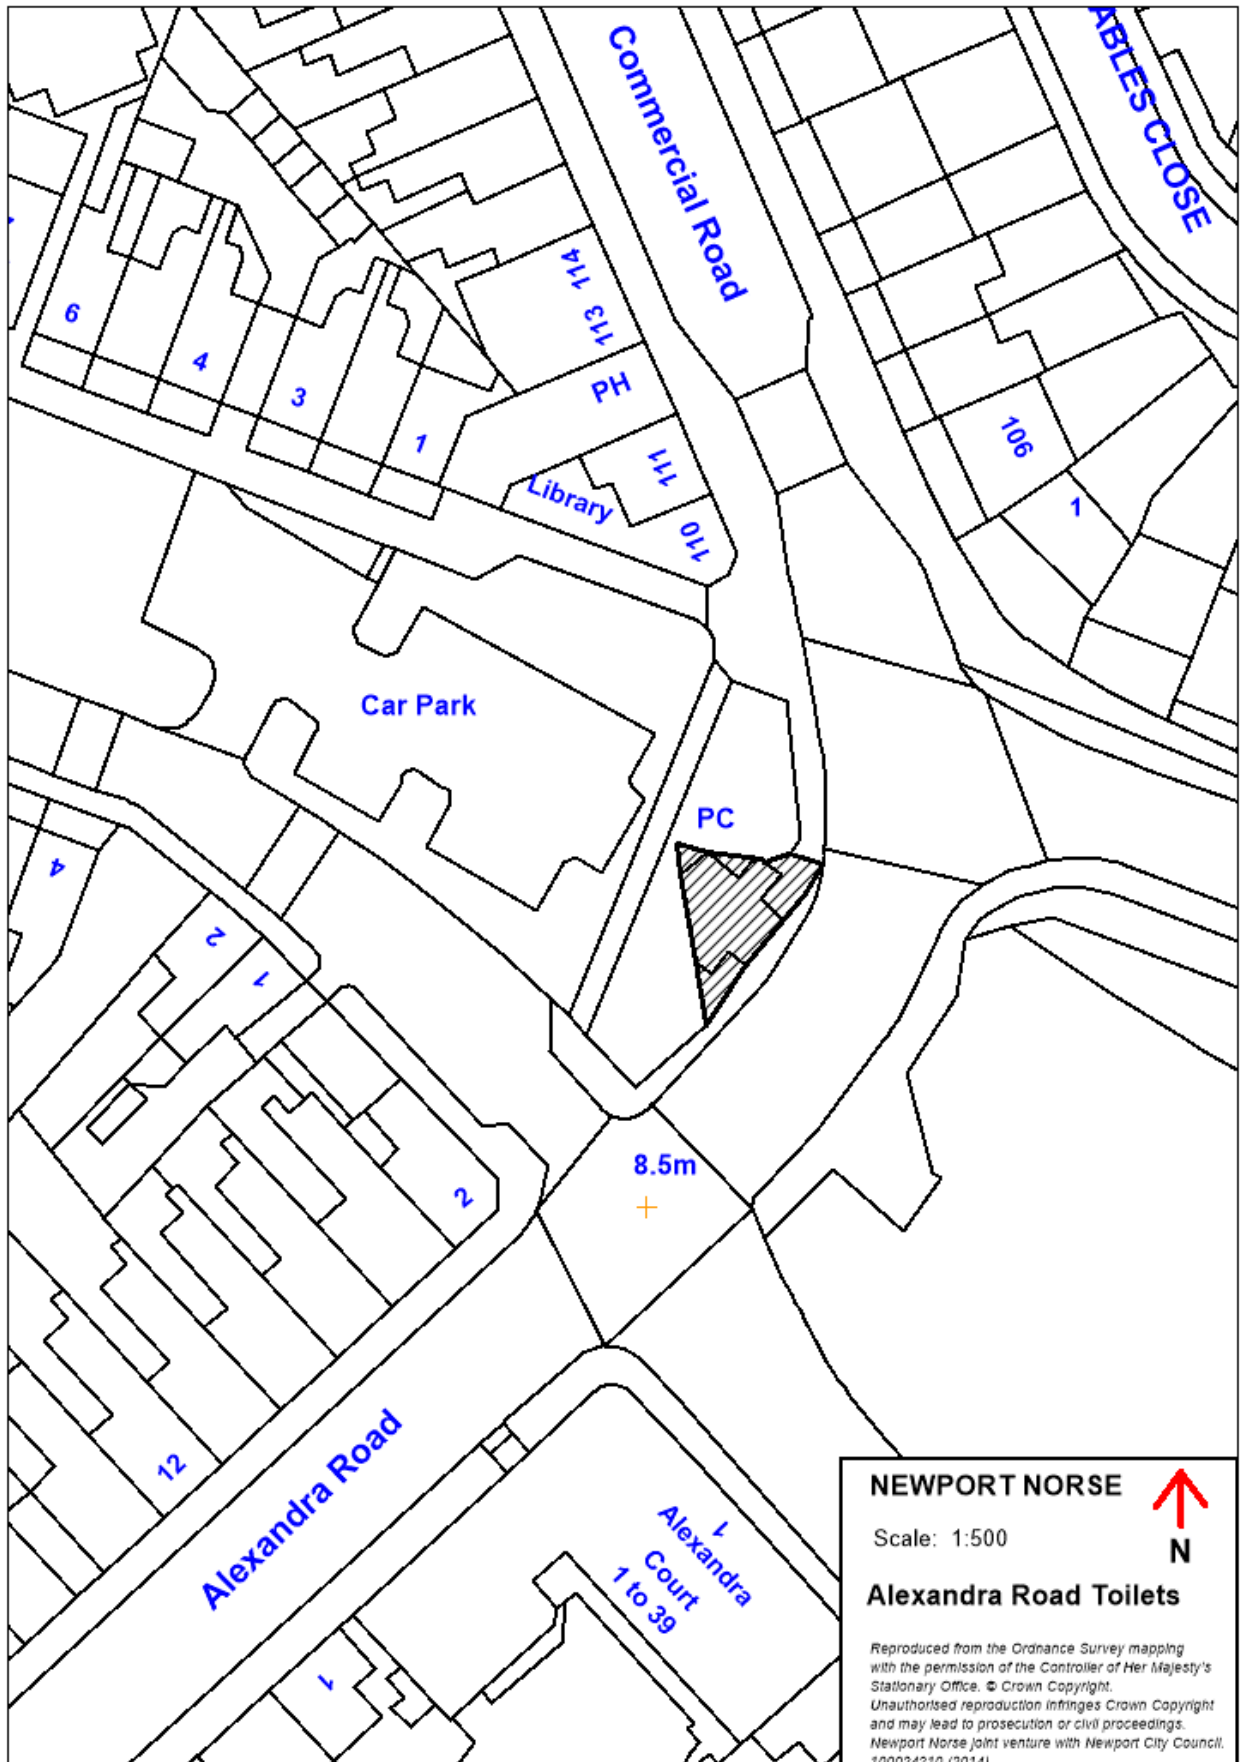 Commercial Road
ABLES CLOSE
114
113
PH
111
110
Library
6
4
3
1
106
1
Car Park
PC
4
2
1
2
8.5m
12
Alexandra Road
1
Alexandra
Court
1 to 39
1
NEWPORT NORSE
Scale: 1:500
N
Alexandra Road Toilets
Reproduced from the Ordnance Survey mapping
with the permission of the Controller of Her Majesty's
Stationary Office. © Crown Copyright.
Unauthorised reproduction infringes Crown Copyright
and may lead to prosecution or civil proceedings.
Newport Norse joint venture with Newport City Council.